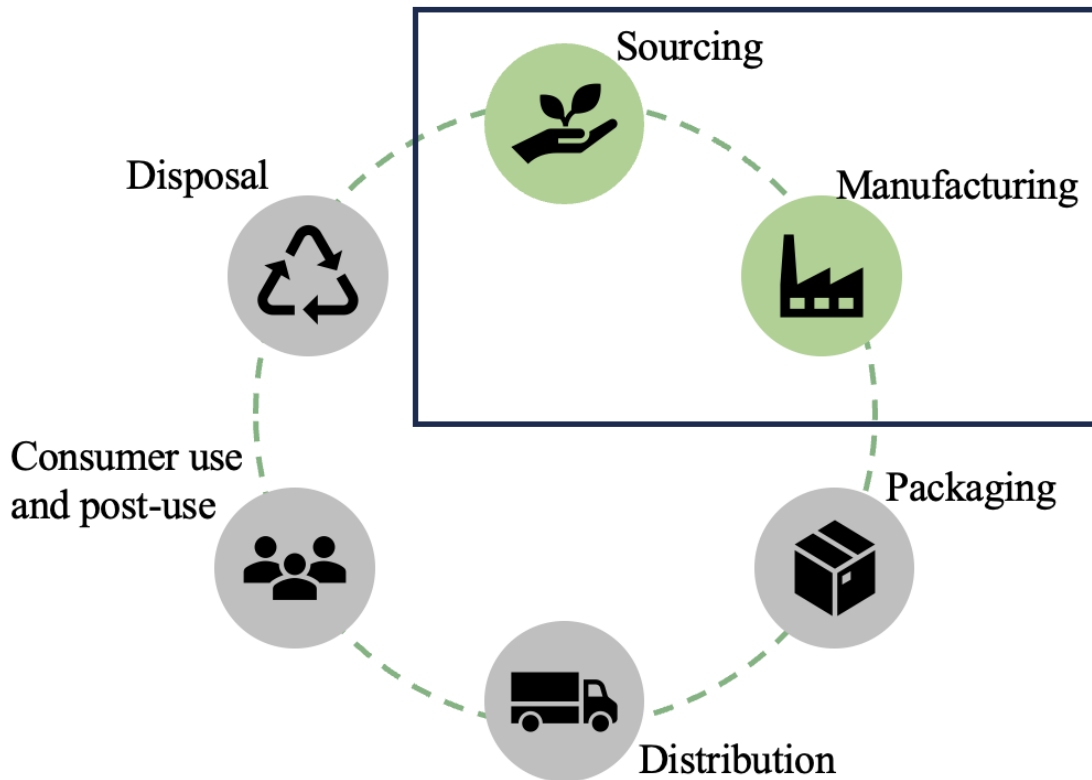 Sourcing
Manufacturing
Disposal
Consumer use
and post-use
Packaging
Distribution